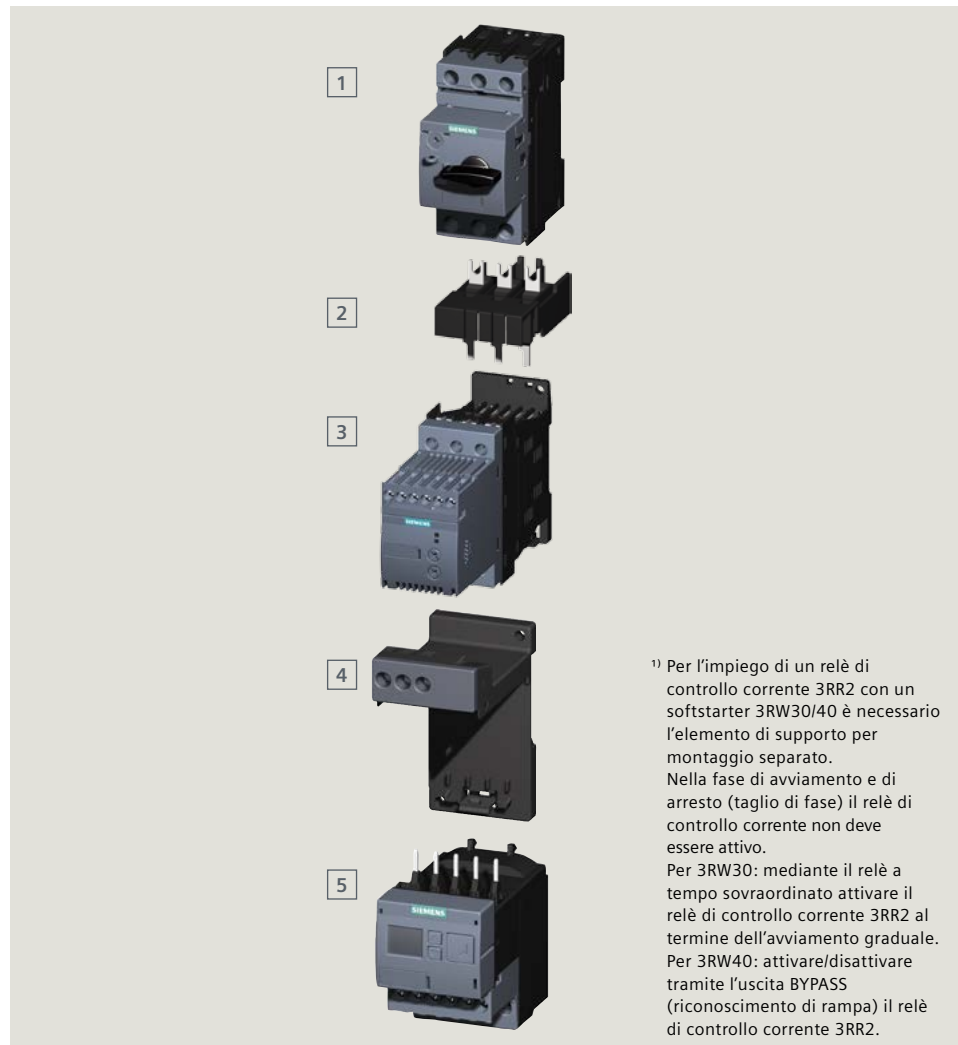 1
SIEMENS
2
3
SIEMENS
4
¹⁾ Per l'impiego di un relè di
controllo corrente 3RR2 con un
softstarter 3RW30/40 è necessario
l'elemento di supporto per
montaggio separato.
Nella fase di avviamento e di
arresto (taglio di fase) il relè di
controllo corrente non deve
essere attivo.
Per 3RW30: mediante il relè a
tempo sovraordinato attivare il
relè di controllo corrente 3RR2 al
termine dell'avviamento graduale.
Per 3RW40: attivare/disattivare
tramite l'uscita BYPASS
(riconoscimento di rampa) il relè
di controllo corrente 3RR2.
5
SIEMENS